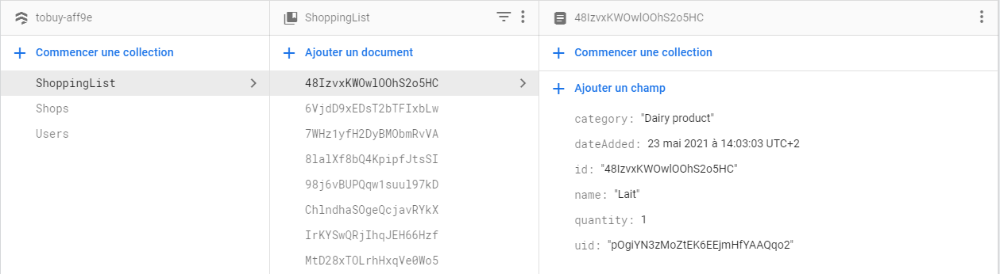 tobuy-aff9e
Commencer une collection
ShoppingList
Shops
Users
ShoppingList
Ajouter un document
48IzvxKWOwlOOhS2o5HC
6VjdD9xEDsT2bTFIxbLw
7WHz1yfH2DyBMObmRvVA
8lalXf8bQ4KpipfJtsSI
98j6vBUPQqw1suul97kD
ChlndhaSOgeQcjavRYkX
IrKYSwQRjIhqJEH66Hzf
MtD28xTOLrhHxqVe0Wo5
48IzvxKWOwlOOhS2o5HC
Commencer une collection
Ajouter un champ
category: "Dairy product"
dateAdded: 23 mai 2021 à 14:03:03 UTC+2
id: "48IzvxKWOwlOOhS2o5HC"
name: "Lait"
quantity: 1
uid: "pOgiYN3zMoZtEK6EEjmHfYAAQqo2"